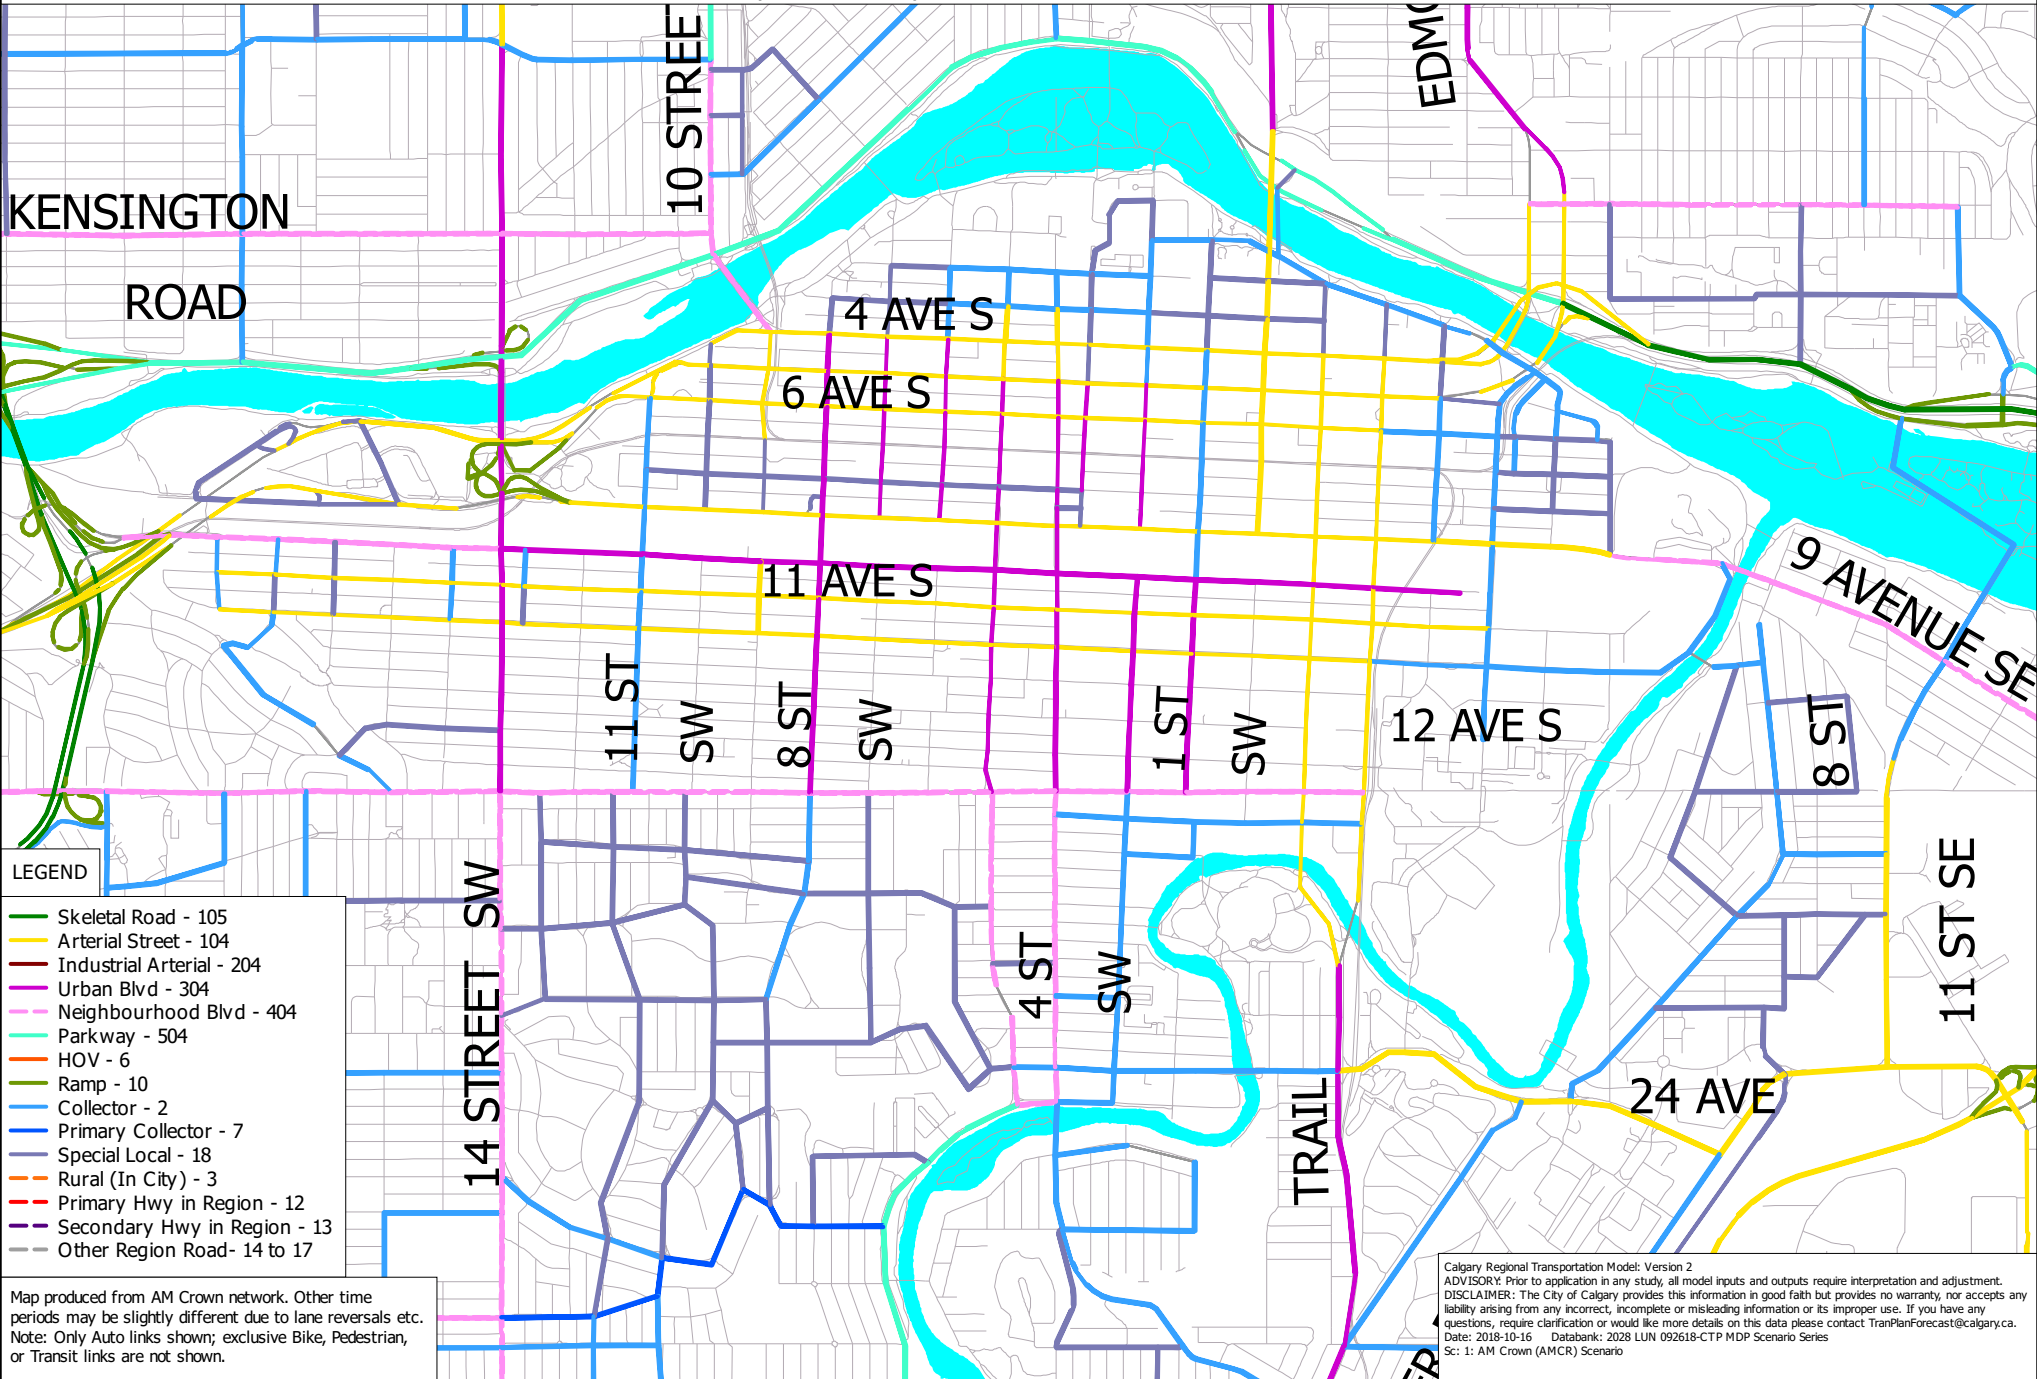 10 STREE
EDMO
KENSINGTON
ROAD
4 AVE S
6 AVE S
11 AVE S
9 AVENUE SE
11 ST
SW
8 ST
SW
1 ST
SW
12 AVE S
8 ST
11 ST SE
14 STREET SW
4 ST
SW
24 AVE
TRAIL
LEGEND
Skeletal Road - 105
Arterial Street - 104
Industrial Arterial - 204
Urban Blvd - 304
Neighbourhood Blvd - 404
Parkway - 504
HOV - 6
Ramp - 10
Collector - 2
Primary Collector - 7
Special Local - 18
Rural (In City) - 3
Primary Hwy in Region - 12
Secondary Hwy in Region - 13
Other Region Road- 14 to 17
Map produced from AM Crown network. Other time
periods may be slightly different due to lane reversals etc.
Note: Only Auto links shown; exclusive Bike, Pedestrian,
or Transit links are not shown.
Calgary Regional Transportation Model: Version 2
ADVISORY: Prior to application in any study, all model inputs and outputs require interpretation and adjustment.
DISCLAIMER: The City of Calgary provides this information in good faith but provides no warranty, nor accepts any
liability arising from any incorrect, incomplete or misleading information or its improper use. If you have any
questions, require clarification or would like more details on this data please contact TranPlanForecast@calgary.ca.
Date: 2018-10-16 Databank: 2028 LUN 092618-CTP MDP Scenario Series
Sc: 1: AM Crown (AMCR) Scenario